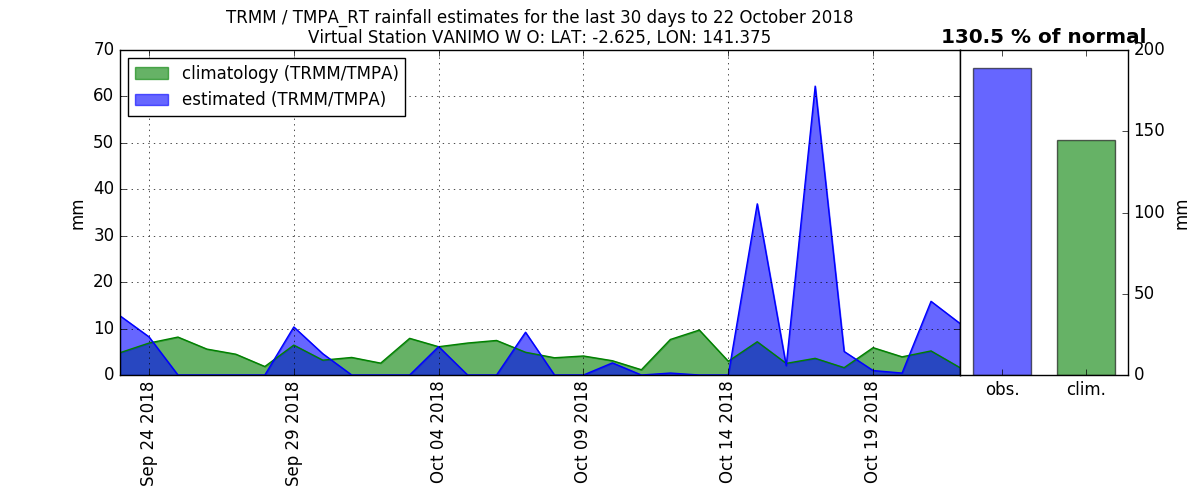 TRMM / TMPA_RT rainfall estimates for the last 30 days to 22 October 2018
Virtual Station VANIMO W O: LAT: -2.625, LON: 141.375
130.5 % of normal
climatology (TRMM/TMPA)
estimated (TRMM/TMPA)
mm
70
60
50
40
30
20
10
0
Sep 24 2018
Sep 29 2018
Oct 04 2018
Oct 09 2018
Oct 14 2018
Oct 19 2018
200
150
100
50
0
mm
obs.
clim.